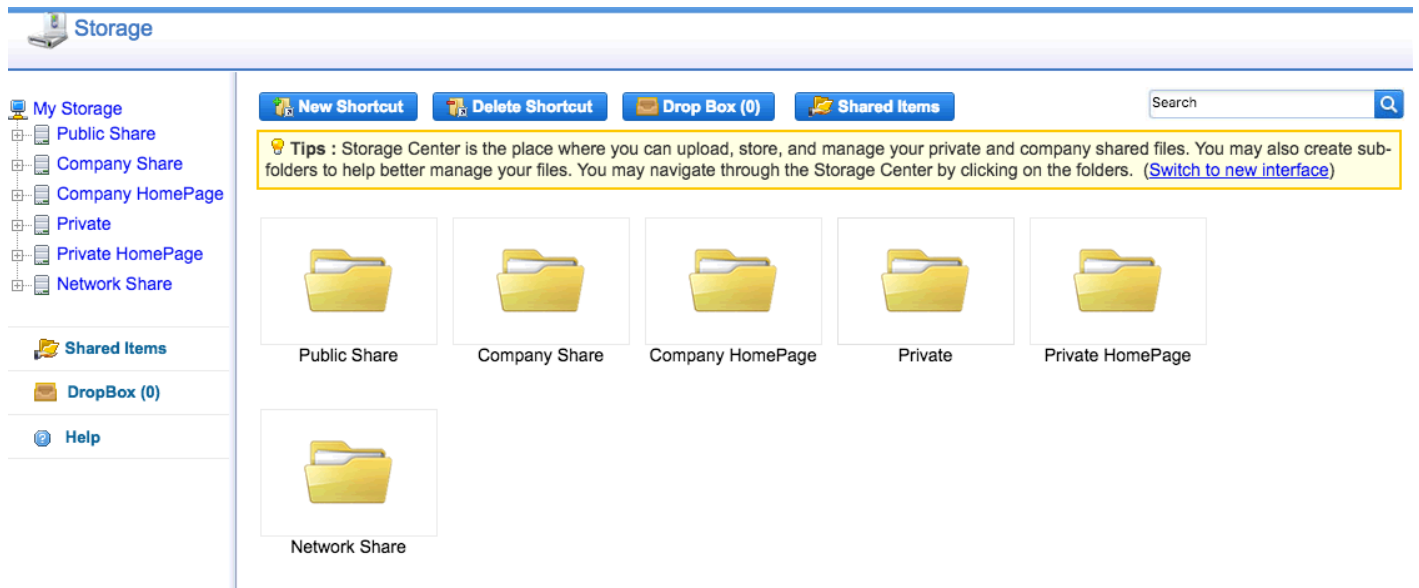 Storage
My Storage
Public Share
Company Share
Company HomePage
Private
Private HomePage
Network Share
Shared Items
DropBox (0)
Help
New Shortcut
Delete Shortcut
Drop Box (0)
Shared Items
Search
Tips : Storage Center is the place where you can upload, store, and manage your private and company shared files. You may also create sub-
folders to help better manage your files. You may navigate through the Storage Center by clicking on the folders. (Switch to new interface)
Public Share
Company Share
Company HomePage
Private
Private HomePage
Network Share